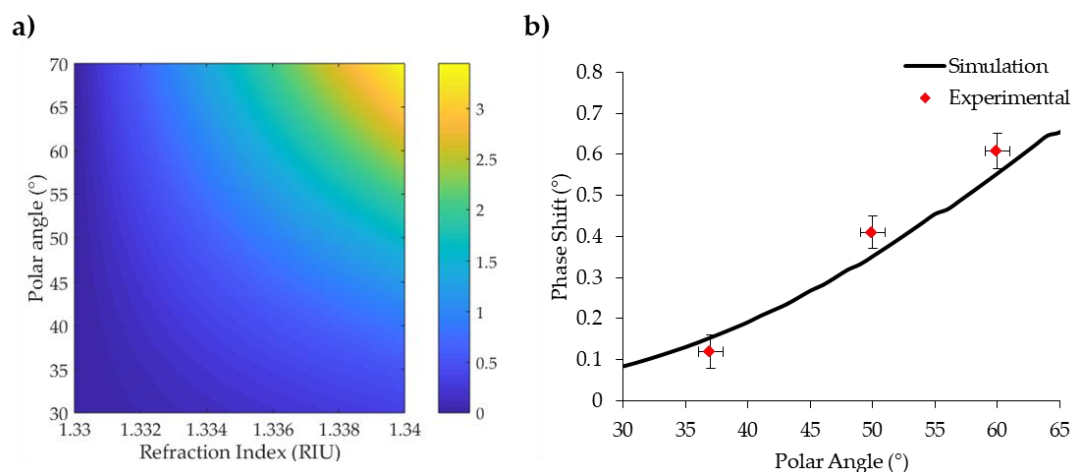 a)
70
65
60
55
50
45
40
35
30
Polar angle (°)
1.33 1.332 1.334 1.336 1.338 1.34
Refraction Index (RIU)
3
2.5
2
1.5
1
0.5
0
b)
Simulation
Experimental
0.8
0.7
0.6
0.5
0.4
0.3
0.2
0.1
0
Phase Shift (°)
30 35 40 45 50 55 60 65
Polar Angle (°)